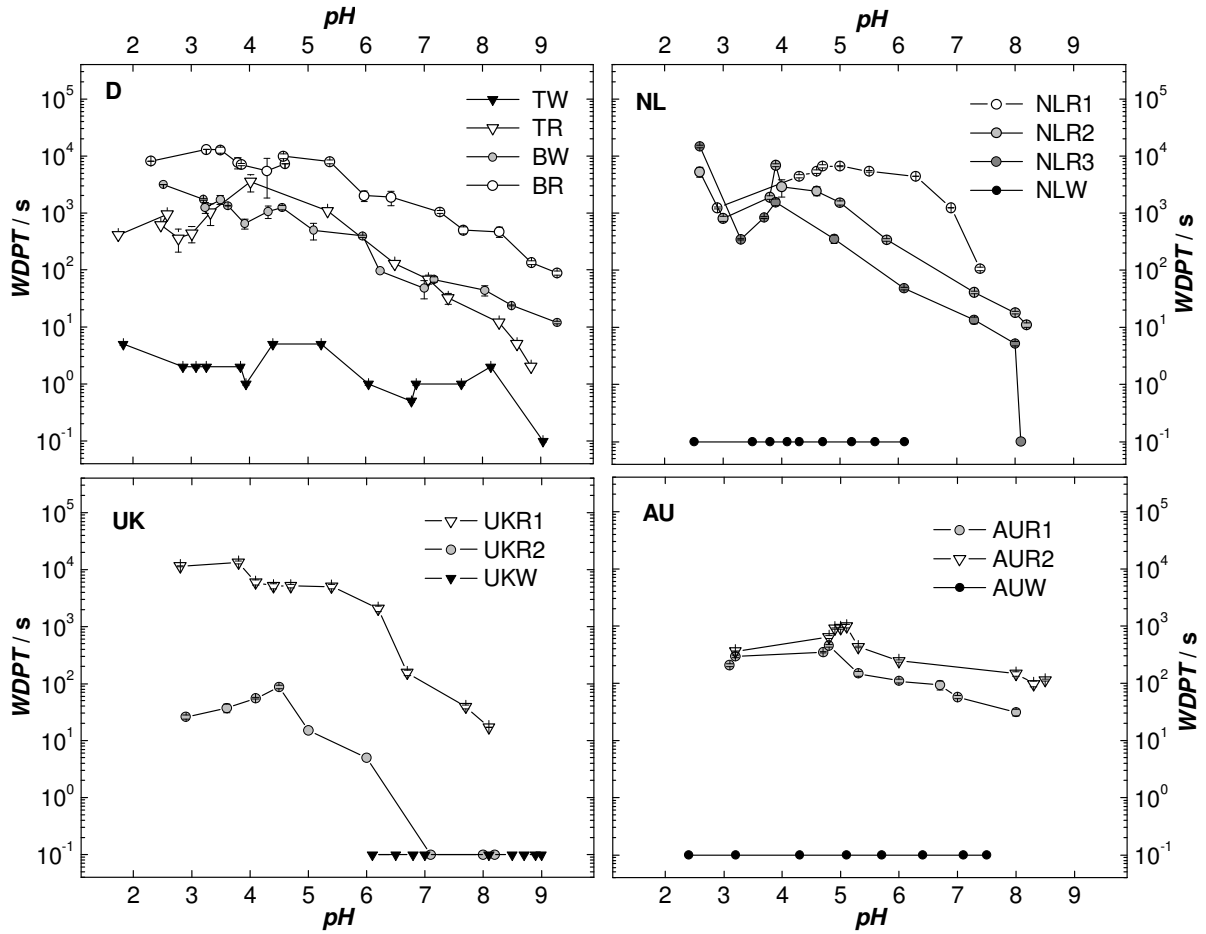 pH
pH
2 3 4 5 6 7 8 9
2 3 4 5 6 7 8 9
D
TW
TR
BW
BR
WDPT / s
10^5
10^4
10^3
10^2
10^1
10^0
10^-1
NL
NLR1
NLR2
NLR3
NLW
10^5
10^4
10^3
10^2
10^1
10^0
10^-1
WDPT / s
UK
UKR1
UKR2
UKW
WDPT / s
10^5
10^4
10^3
10^2
10^1
10^0
10^-1
AU
AUR1
AUR2
AUW
10^5
10^4
10^3
10^2
10^1
10^0
10^-1
WDPT / s
2 3 4 5 6 7 8 9
2 3 4 5 6 7 8 9
pH
pH